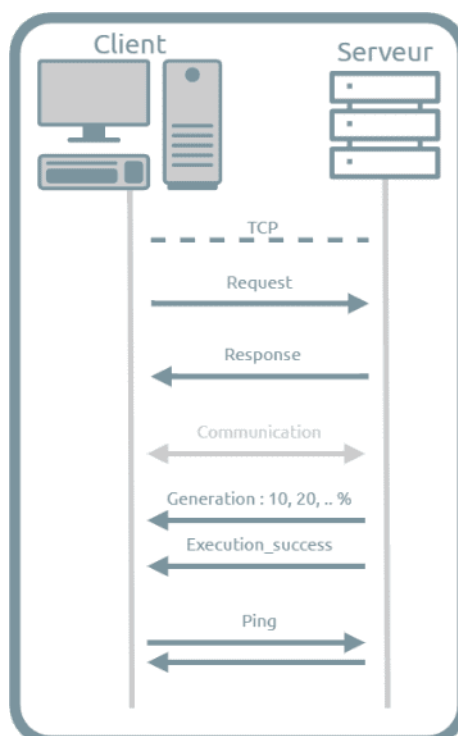 Client
Serveur
TCP
Request
Response
Communication
Generation : 10, 20, .. %
Execution_success
Ping